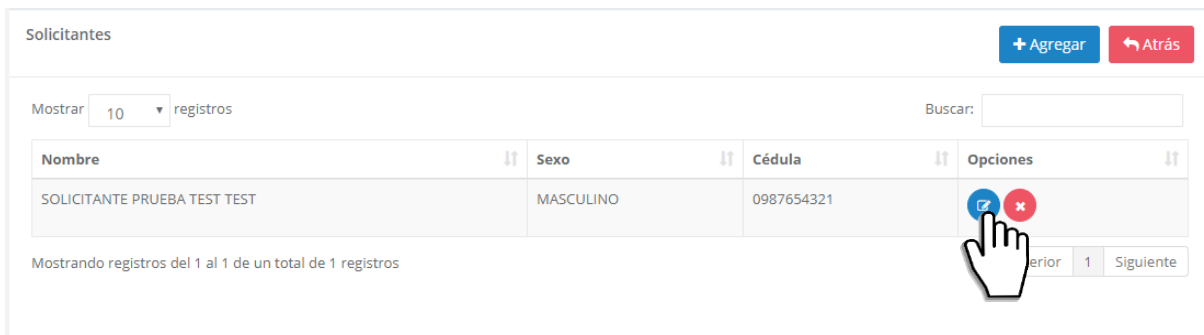 Solicitantes
Agregar
Atrás
Mostrar 10 registros
Buscar:
Nombre Sexo Cédula Opciones
SOLICITANTE PRUEBA TEST TEST MASCULINO 0987654321
Mostrando registros del 1 al 1 de un total de 1 registros
erior 1 Siguiente